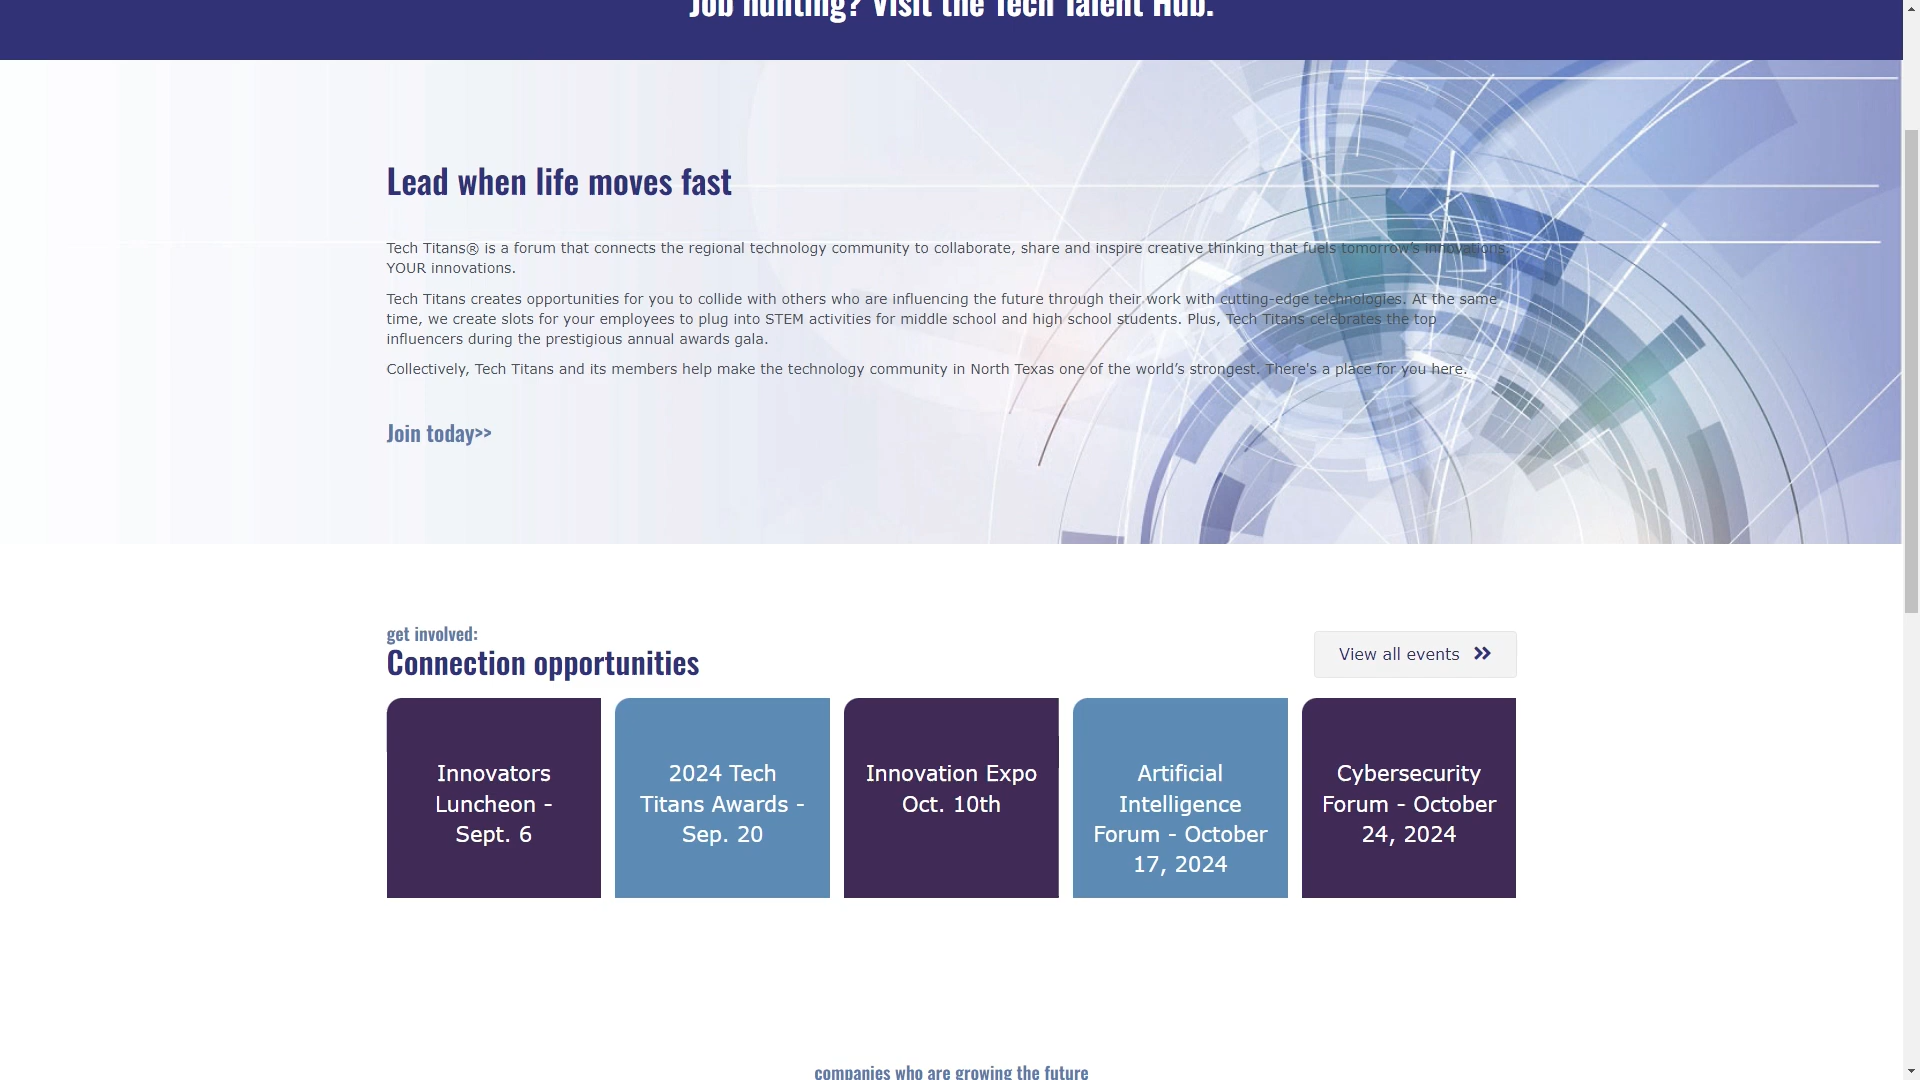 Job hunting? Visit the Tech Talent Hub.
Lead when life moves fast
Tech Titans® is a forum that connects the regional technology community to collaborate, share and inspire creative thinking that fuels tomorrow’s innovations.
YOUR innovations.
Tech Titans creates opportunities for you to collide with others who are influencing the future through their work with cutting-edge technologies. At the same
time, we create slots for your employees to plug into STEM activities for middle school and high school students. Plus, Tech Titans celebrates the top
influencers during the prestigious annual awards gala.
Collectively, Tech Titans and its members help make the technology community in North Texas one of the world’s strongest. There's a place for you here.
Join today>>
get involved:
Connection opportunities
View all events
Innovators
Luncheon -
Sept. 6
2024 Tech
Titans Awards -
Sep. 20
Innovation Expo
Oct. 10th
Artificial
Intelligence
Forum - October
17, 2024
Cybersecurity
Forum - October
24, 2024
companies who are growing the future